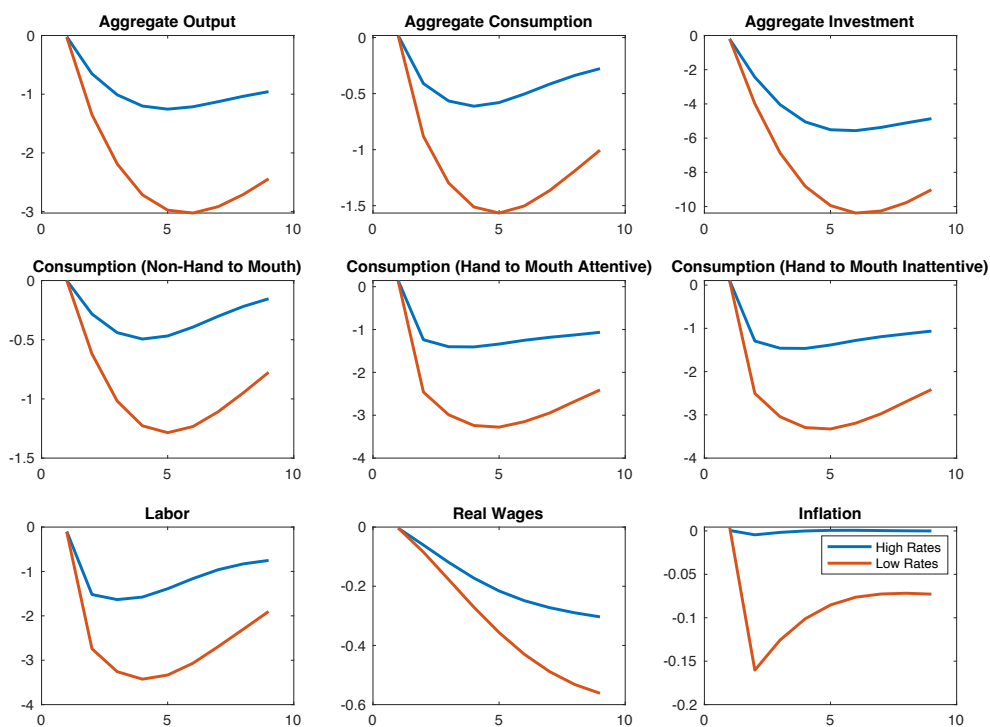 Aggregate Output
0
-1
-2
-3
0 5 10
Aggregate Consumption
0
-0.5
-1
-1.5
0 5 10
Aggregate Investment
0
-2
-4
-6
-8
-10
0 5 10
Consumption (Non-Hand to Mouth)
0
-0.5
-1
-1.5
0 5 10
Consumption (Hand to Mouth Attentive)
0
-1
-2
-3
-4
0 5 10
Consumption (Hand to Mouth Inattentive)
0
-1
-2
-3
-4
0 5 10
Labor
0
-1
-2
-3
-4
0 5 10
Real Wages
0
-0.2
-0.4
-0.6
0 5 10
Inflation
0
-0.05
-0.1
-0.15
-0.2
0 5 10
High Rates
Low Rates